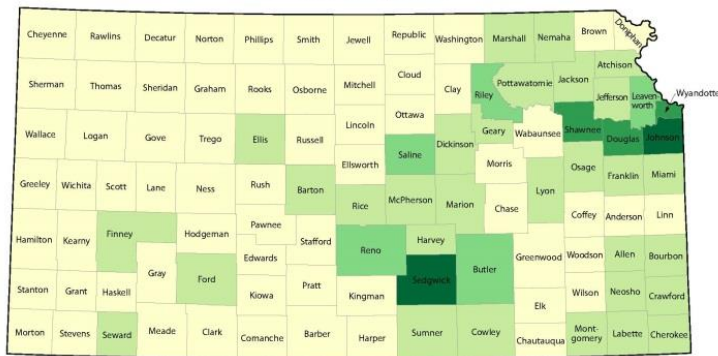 Cheyenne
Rawlins
Decatur
Norton
Phillips
Smith
Jewell
Republic
Washington
Marshall
Nemaha
Brown
Doniphan
Sherman
Thomas
Sheridan
Graham
Rooks
Osborne
Mitchell
Cloud
Clay
Riley
Pottawatomie
Jackson
Atchison
Jefferson
Leaven
worth
Wyandotte
Wallace
Logan
Gove
Trego
Ellis
Russell
Lincoln
Ottawa
Saline
Dickinson
Geary
Wabaunsee
Shawnee
Douglas
Johnson
Ellsworth
Morris
Osage
Franklin
Miami
Greeley
Wichita
Scott
Lane
Ness
Rush
Barton
Rice
McPherson
Marion
Chase
Lyon
Coffey
Anderson
Linn
Hamilton
Kearny
Finney
Hodgeman
Pawnee
Stafford
Reno
Harvey
Butler
Greenwood
Woodson
Allen
Bourbon
Gray
Ford
Edwards
Stanton
Grant
Haskell
Kiowa
Pratt
Kingman
Sedgwick
Elk
Wilson
Neosho
Crawford
Morton
Stevens
Seward
Meade
Clark
Comanche
Barber
Harper
Sumner
Cowley
Chautauqua
Mont-
gomery
Labette
Cherokee